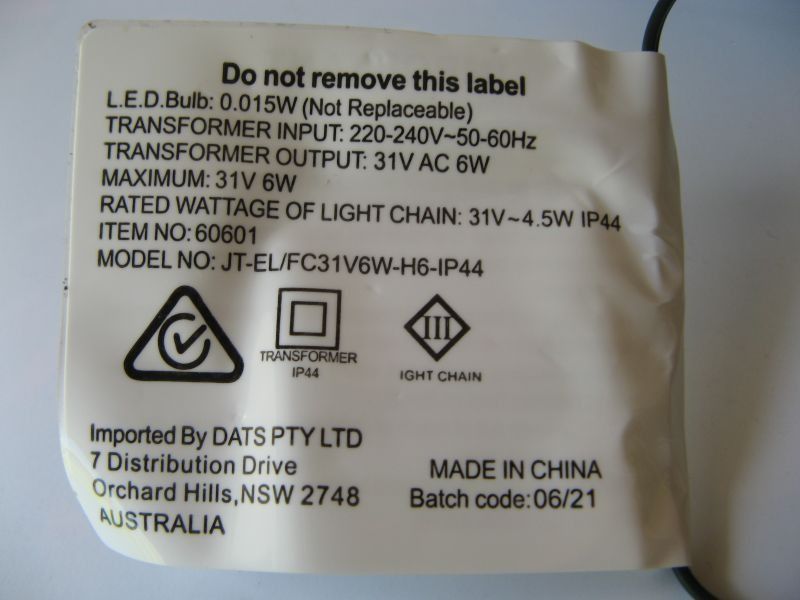 Do not remove this label
L.E.D.Bulb: 0.015W (Not Replaceable)
TRANSFORMER INPUT: 220-240V~50-60Hz
TRANSFORMER OUTPUT: 31V AC 6W
MAXIMUM: 31V 6W
RATED WATTAGE OF LIGHT CHAIN: 31V~4.5W IP44
ITEM NO:60601
MODEL NO: JT-EL/FC31V6W-H6-IP44
III
TRANSFORMER
IP44
IGHT CHAIN
Imported By DATS PTY LTD
7 Distribution Drive
Orchard Hills,NSW 2748
AUSTRALIA
MADE IN CHINA
Batch code: 06/21